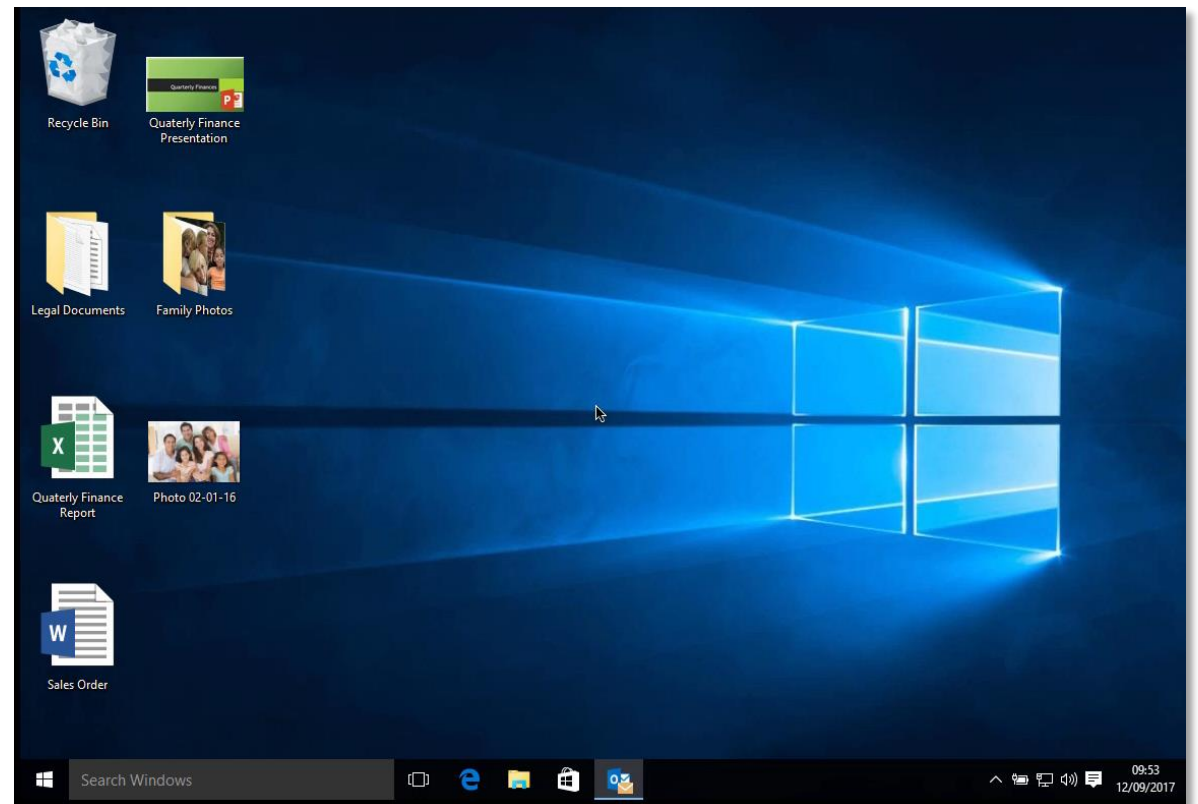 Recycle Bin
Quarterly Finances
P
Quaterly Finance
Presentation
Legal Documents
Family Photos
X
Quaterly Finance
Report
Photo 02-01-16
W
Sales Order
Search Windows
09:53
12/09/2017